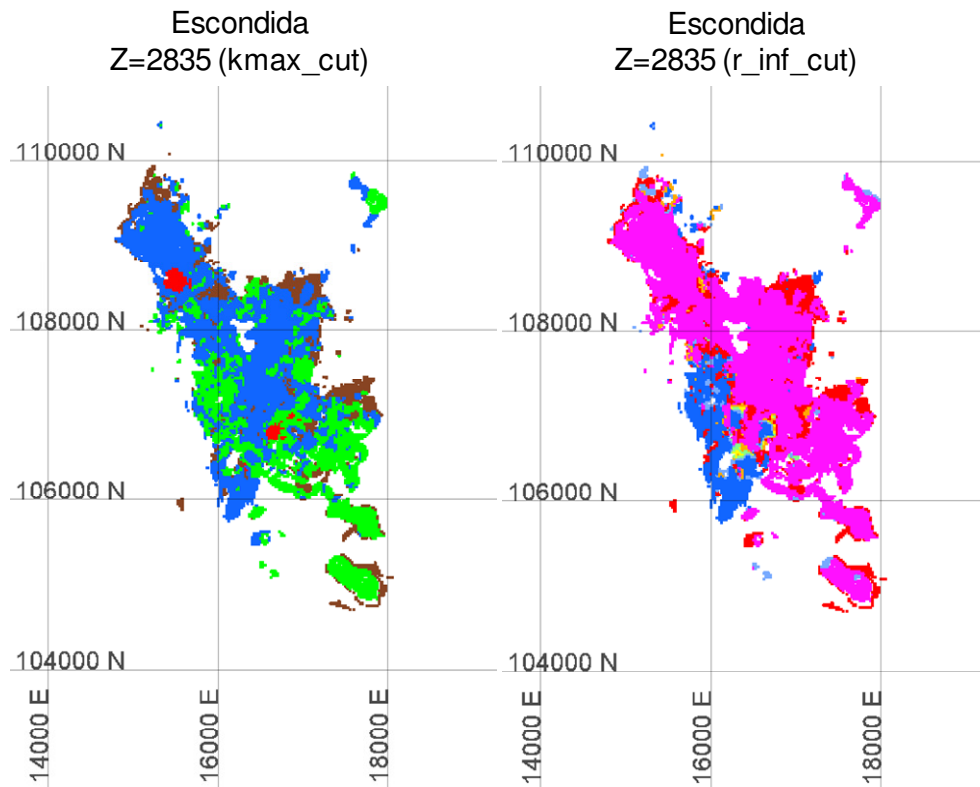 Escondida
Z=2835 (kmax_cut)
110000 N
108000 N
106000 N
104000 N
14000 E
16000 E
18000 E
Escondida
Z=2835 (r_inf_cut)
110000 N
108000 N
106000 N
104000 N
14000 E
16000 E
18000 E